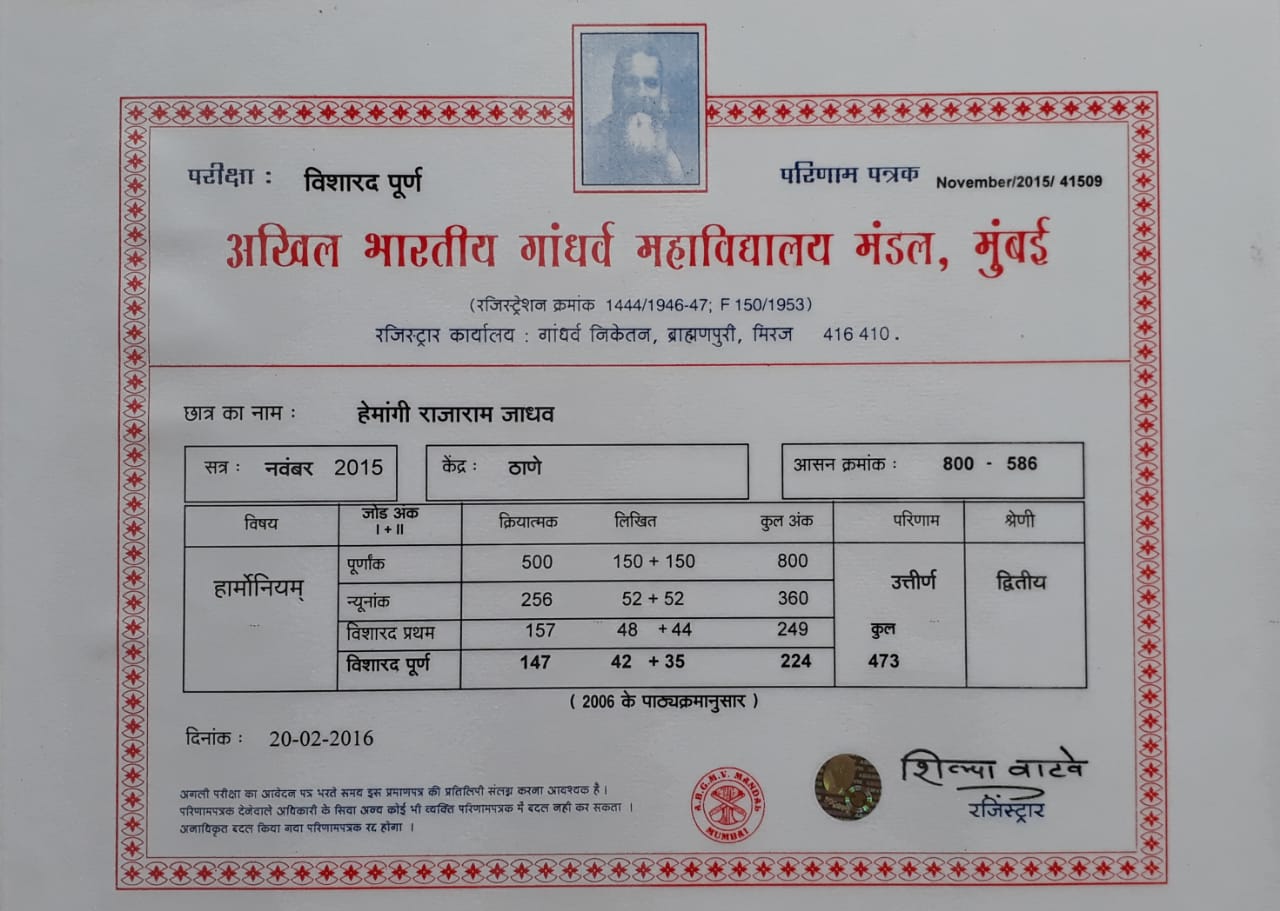 परीक्षा : विशारद पूर्ण परिणाम पत्रक November/2015/ 41509
अखिल भारतीय गांधर्व महाविद्यालय मंडल, मुंबई
(रजिस्ट्रेशन क्रमांक 1444/1946-47; F 150/1953)
रजिस्ट्रार कार्यालय : गांधर्व निकेतन, ब्राह्मणपुरी, मिरज 416 410.
छात्र का नाम : हेमांगी राजाराम जाधव
सत्र : नवंबर 2015 केंद्र : ठाणे आसन क्रमांक : 800 - 586
विषय जोड अंक I + II क्रियात्मक लिखित कुल अंक परिणाम श्रेणी
हार्मोनियम् पूर्णांक 500 150 + 150 800 उत्तीर्ण द्वितीय
न्यूनांक 256 52 + 52 360
विशारद प्रथम 157 48 + 44 249 कुल
विशारद पूर्ण 147 42 + 35 224 473
( 2006 के पाठ्यक्रमानुसार )
दिनांक : 20-02-2016
शिल्पा वाटवे
रजिंस्ट्रार
अगली परीक्षा का आवेदन पत्र भरते समय इस प्रमाणपत्र की प्रतिलिपी संलग्न करना आवश्यक है ।
परिणामपत्रक देनेवाले अधिकारी के सिवा अन्य कोई भी व्यक्ति परिणामपत्रक में बदल नही कर सकता ।
अनाधिकृत बदल किया गया परिणामपत्रक रद्द होगा ।
A.B.G.M.V. MANDAL
MUMBAI